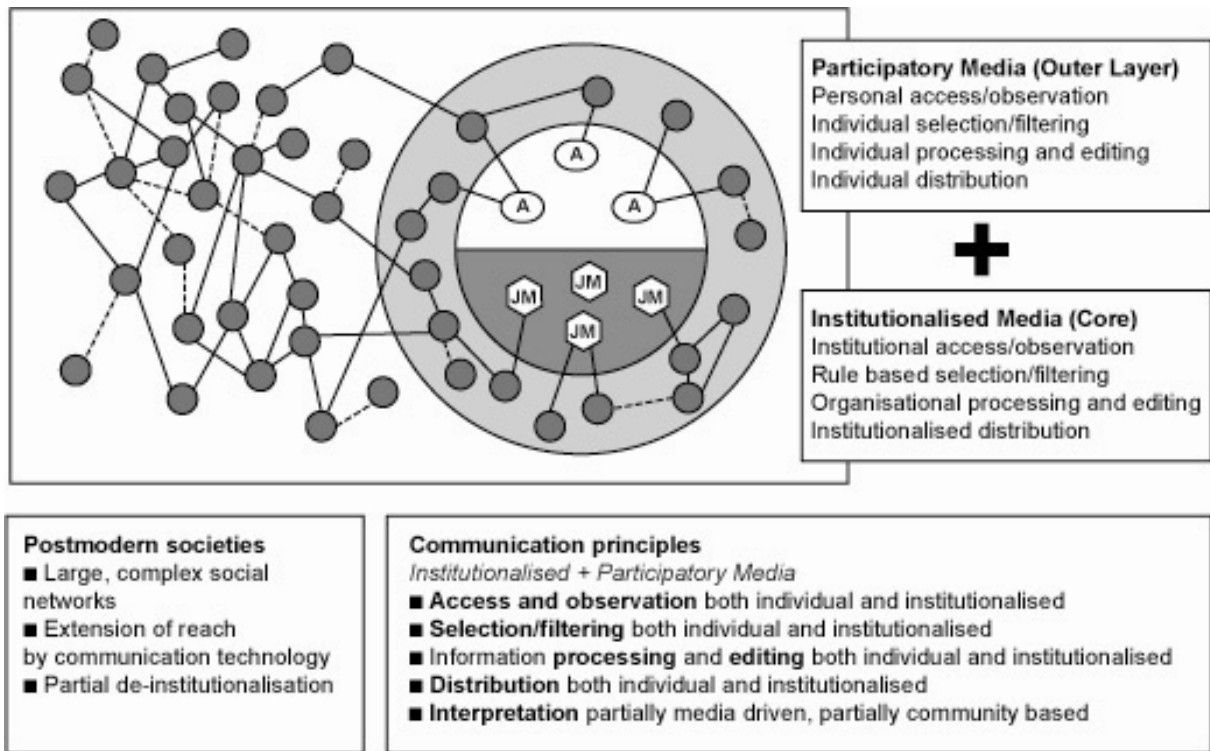 A
A
A
JM
JM
JM
JM
Participatory Media (Outer Layer)
Personal access/observation
Individual selection/filtering
Individual processing and editing
Individual distribution
+
Institutionalised Media (Core)
Institutional access/observation
Rule based selection/filtering
Organisational processing and editing
Institutionalised distribution
Postmodern societies
■ Large, complex social
networks
■ Extension of reach
by communication technology
■ Partial de-institutionalisation
Communication principles
Institutionalised + Participatory Media
■ Access and observation both individual and institutionalised
■ Selection/filtering both individual and institutionalised
■ Information processing and editing both individual and institutionalised
■ Distribution both individual and institutionalised
■ Interpretation partially media driven, partially community based